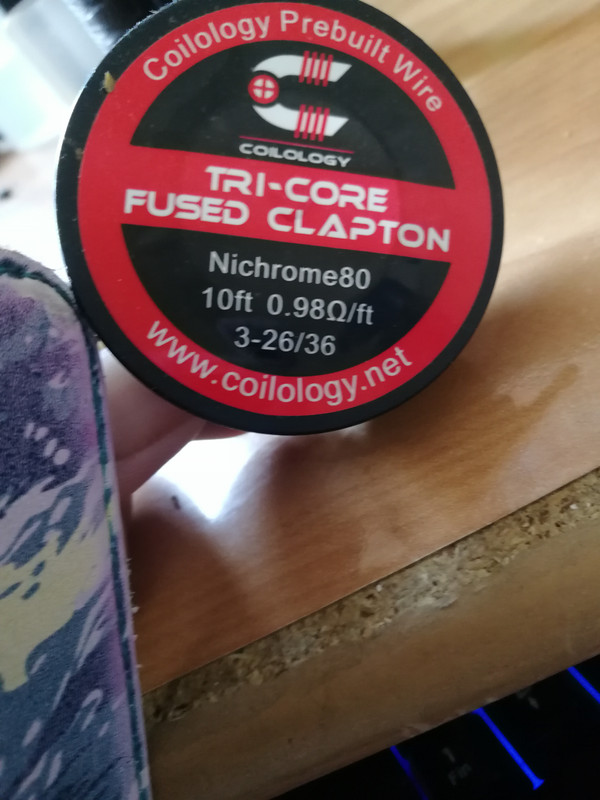 Coilology Prebuilt Wire
COILOLOGY
TRI-CORE
FUSED CLAPTON
Nichrome80
10ft 0.98Ω/ft
3-26/36
www.coilology.net